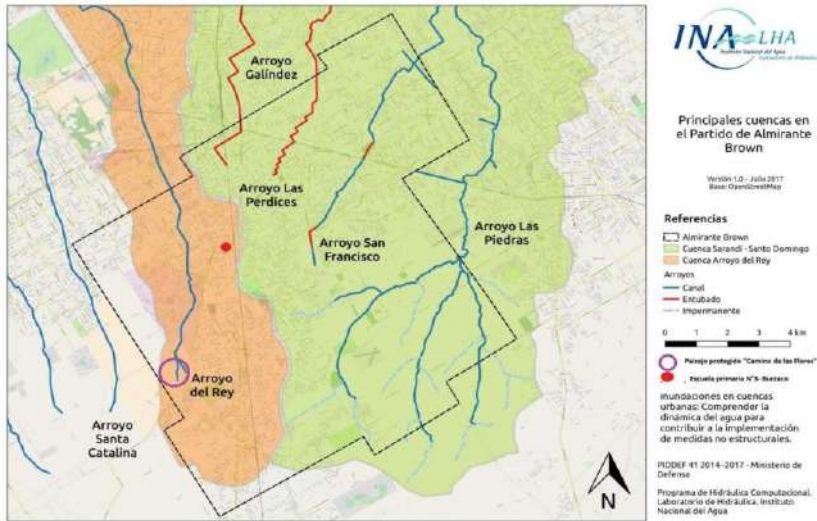 Arroyo
Galíndez
Arroyo Las
Perdices
Arroyo San
Francisco
Arroyo Las
Piedras
Arroyo
del Rey
Arroyo
Santa
Catalina
N
INA LHA
Instituto Nacional del Agua
Principales cuencas en
el Partido de Almirante
Brown
Versión 1.0 - Julio 2017
Base: OpenStreetMap
Referencias
Almirante Brown
Cuenca Sarandí - Santo Domingo
Cuenca Arroyo del Rey
Arroyos
Canal
Entubado
Impermanente
0 1 2 3 4 km
Paisaje protegido "Camino de las Flores"
Escuela primaria N°5- Burzaco
Inundaciones en cuencas
urbanas: Comprender la
dinámica del agua para
contribuir a la implementación
de medidas no estructurales.
PIDDEF 41 2014-2017 - Ministerio de
Defensa
Programa de Hidráulica Computacional,
Laboratorio de Hidráulica, Instituto
Nacional del Agua